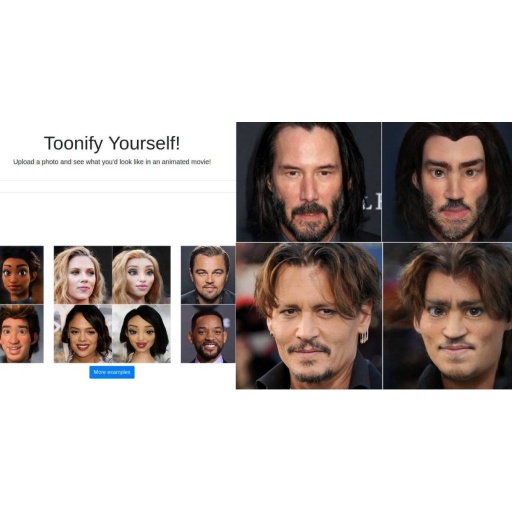 Toonify Yourself!
Upload a photo and see what you'd look like in an animated movie!
More examples